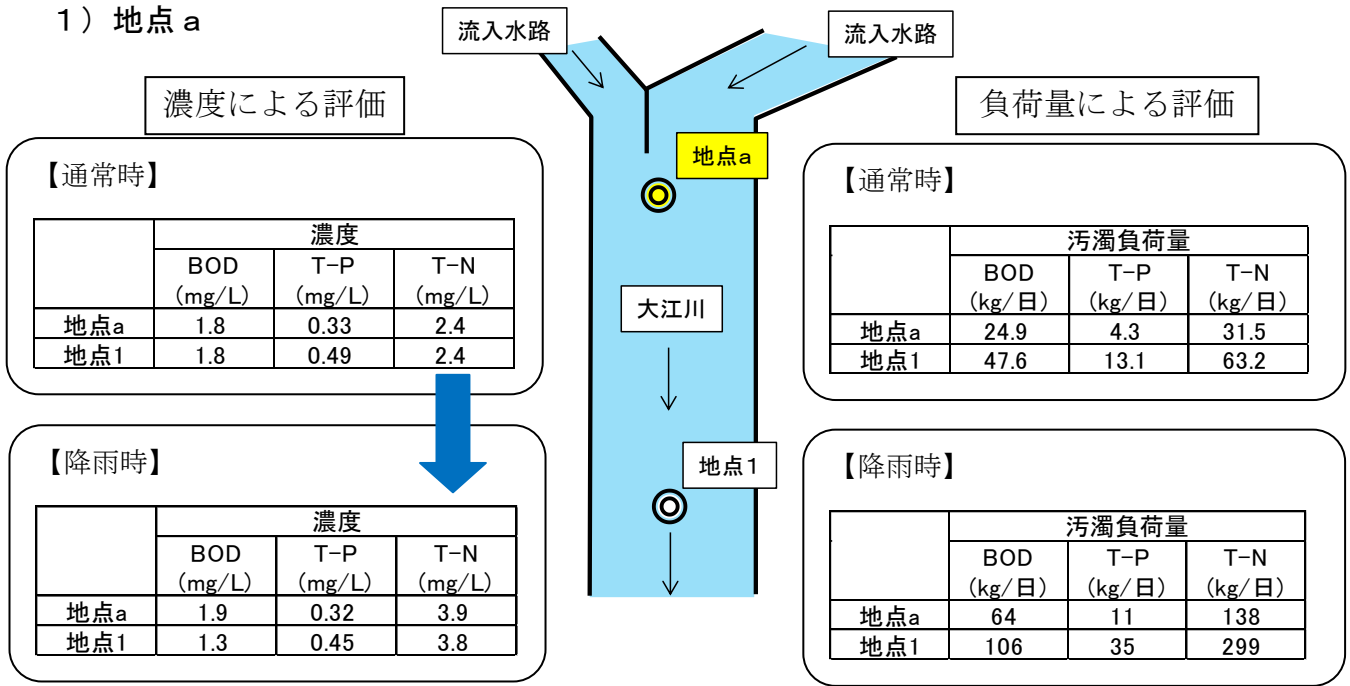 1）地点a
流入水路
流入水路
濃度による評価
負荷量による評価
地点a
【通常時】
濃度
BOD T-P T-N
(mg/L) (mg/L) (mg/L)
地点a 1.8 0.33 2.4
地点1 1.8 0.49 2.4
【通常時】
汚濁負荷量
BOD T-P T-N
(kg/日) (kg/日) (kg/日)
地点a 24.9 4.3 31.5
地点1 47.6 13.1 63.2
大江川
地点1
【降雨時】
濃度
BOD T-P T-N
(mg/L) (mg/L) (mg/L)
地点a 1.9 0.32 3.9
地点1 1.3 0.45 3.8
【降雨時】
汚濁負荷量
BOD T-P T-N
(kg/日) (kg/日) (kg/日)
地点a 64 11 138
地点1 106 35 299